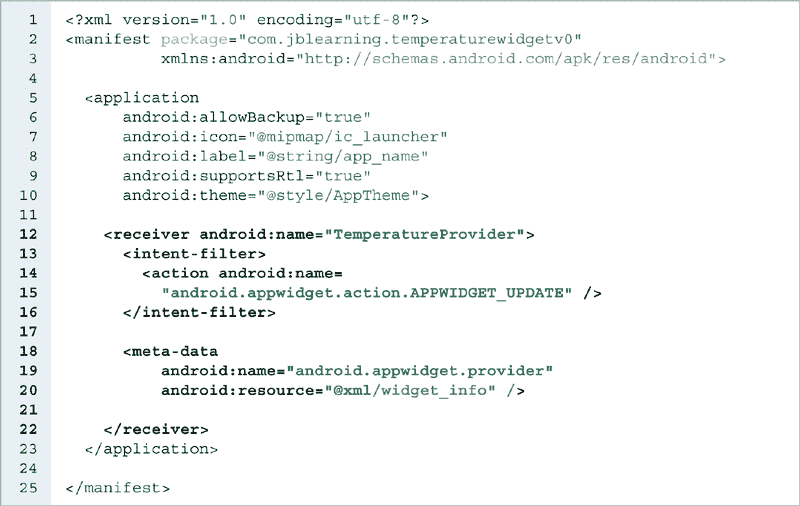 1 <?xml version="1.0" encoding="utf-8"?>
2 <manifest package="com.jblearning.temperaturewidgetv0"
3           xmlns:android="http://schemas.android.com/apk/res/android">
4
5   <application
6       android:allowBackup="true"
7       android:icon="@mipmap/ic_launcher"
8       android:label="@string/app_name"
9       android:supportsRtl="true"
10       android:theme="@style/AppTheme">
11
12     <receiver android:name="TemperatureProvider">
13       <intent-filter>
14         <action android:name=
15           "android.appwidget.action.APPWIDGET_UPDATE" />
16       </intent-filter>
17
18       <meta-data
19           android:name="android.appwidget.provider"
20           android:resource="@xml/widget_info" />
21
22     </receiver>
23   </application>
24
25 </manifest>